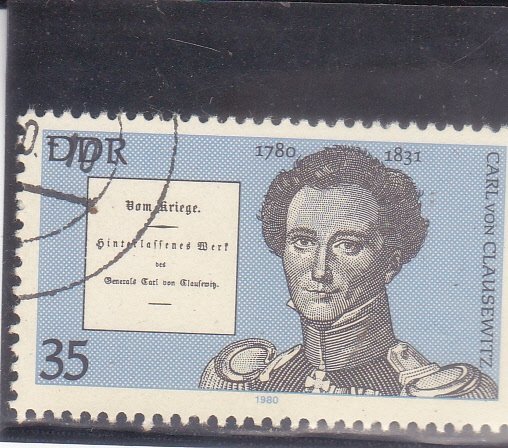 DDR
1780 1831
CARL VON CLAUSEWITZ
Vom Kriege.
Hinterlassenes Werk
des
Generals Carl von Clausewitz.
35
1980